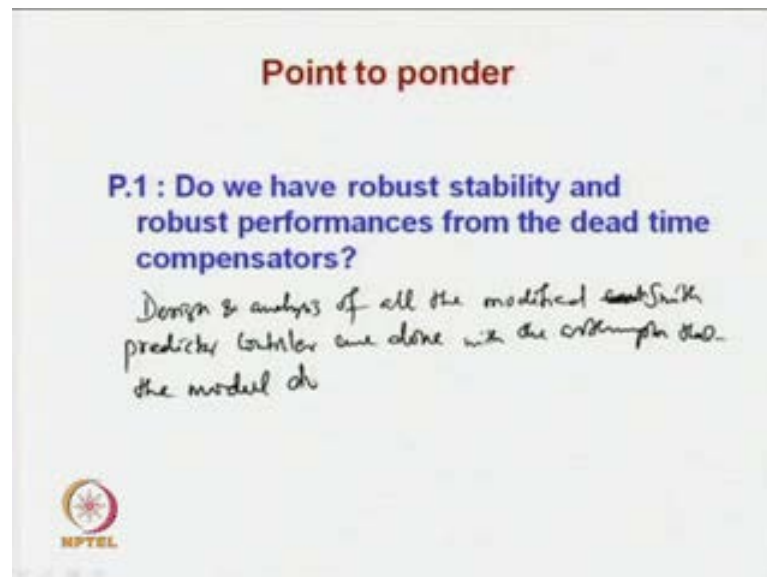 Point to ponder
P.1 : Do we have robust stability and
robust performances from the dead time
compensators?
Design & analysis of all the modified Smith
predictor controller are done with the assumption that
the model
NPTEL